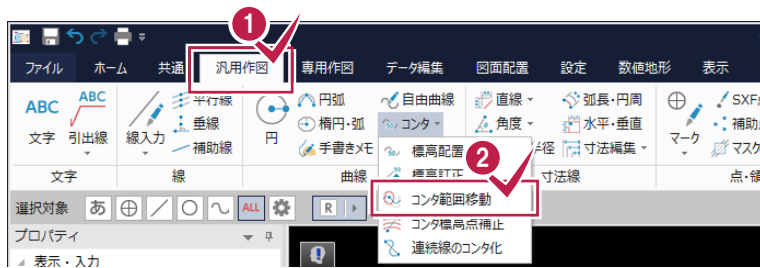 1
ファイル ホーム 共通 汎用作図 専用作図 データ編集 図面配置 設定 数値地形 表示
ABC ABC 平行線 円弧 自由曲線 直線 弧長・円周 SXF
垂線 楕円・弧 コンタ 角度 水平・垂直 補助
文字 引出線 線入力 補助線 円 手書きメモ 標高配置 径 寸法編集 マーク マスク
2
文字 線 曲線 標高訂正 寸法線 点・領
選択対象 あ ALL R コンタ範囲移動
コンタ標高点補正
プロパティ 連続線のコンタ化
表示・入力